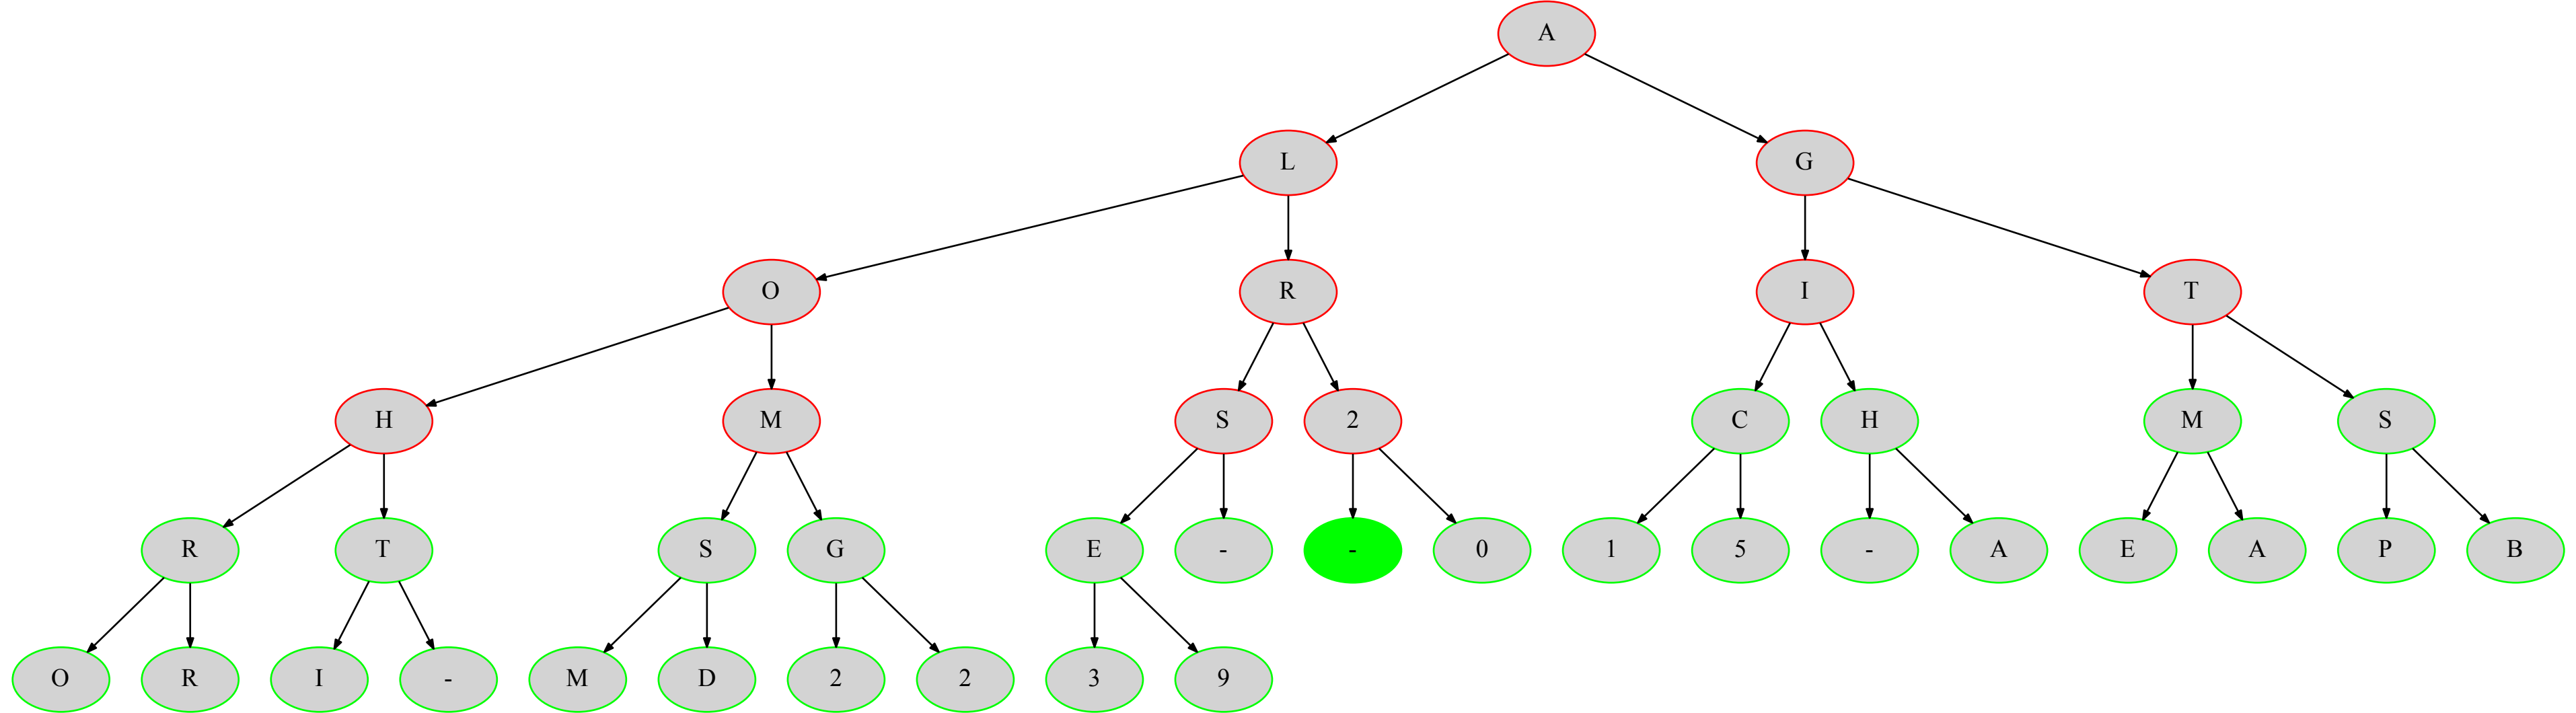 A
L G
O R I T
H M S 2 C H M S
R T S G E - - 0 1 5 - A E A P B
O R I - M D 2 2 3 9